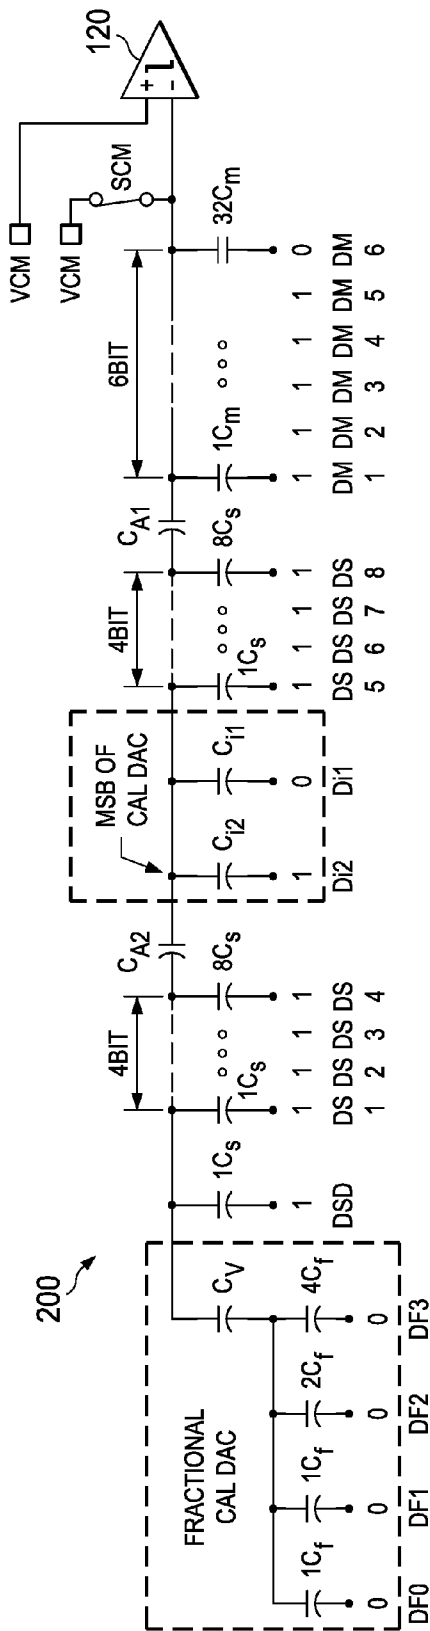 200
FRACTIONAL
CAL DAC
C_V
1C_f 1C_f 2C_f 4C_f
0 0 0 0
DF0 DF1 DF2 DF3
1C_s
1
DSD
4BIT
1C_s 8C_s
1 1 1 1
DS DS DS DS
1 2 3 4
C_A2
MSB OF
CAL DAC
C_i2 C_i1
1 0
Di2 Di1
4BIT
1C_s 8C_s
1 1 1 1
DS DS DS DS
5 6 7 8
C_A1
6BIT
1C_m 32C_m
1 1 1 1 1 0
DM DM DM DM DM DM
1 2 3 4 5 6
VCM
VCM
SCM
+
-
120